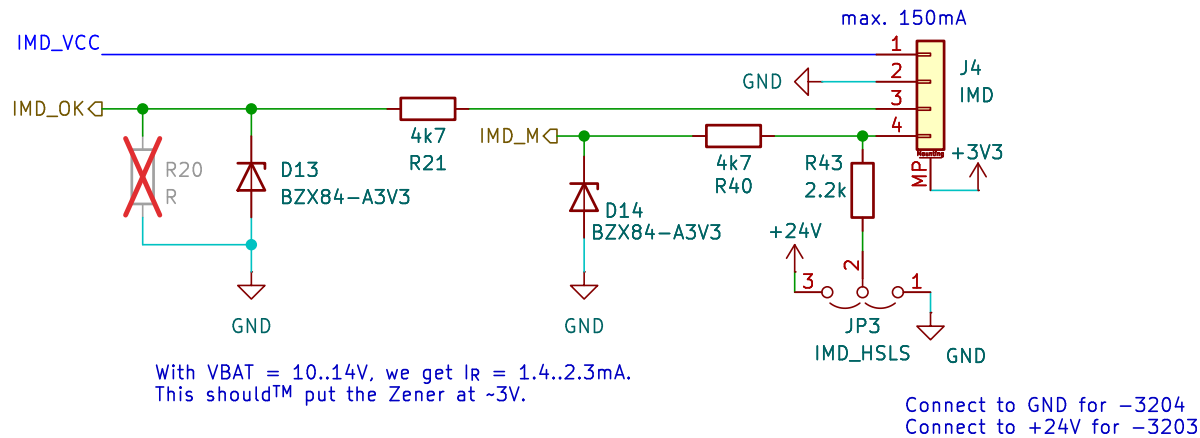 max. 150mA
IMD_VCC
1
GND
2
J4
IMD
IMD_OK
3
4k7
R21
IMD_M
4
4k7
R40
Mounting
MP
+3V3
R20
R
D13
BZX84-A3V3
R43
2.2k
D14
BZX84-A3V3
+24V
2
3
1
GND
GND
JP3
IMD_HSLS
GND
With VBAT = 10..14V, we get IR = 1.4..2.3mA.
This should™ put the Zener at ~3V.
Connect to GND for -3204
Connect to +24V for -3203